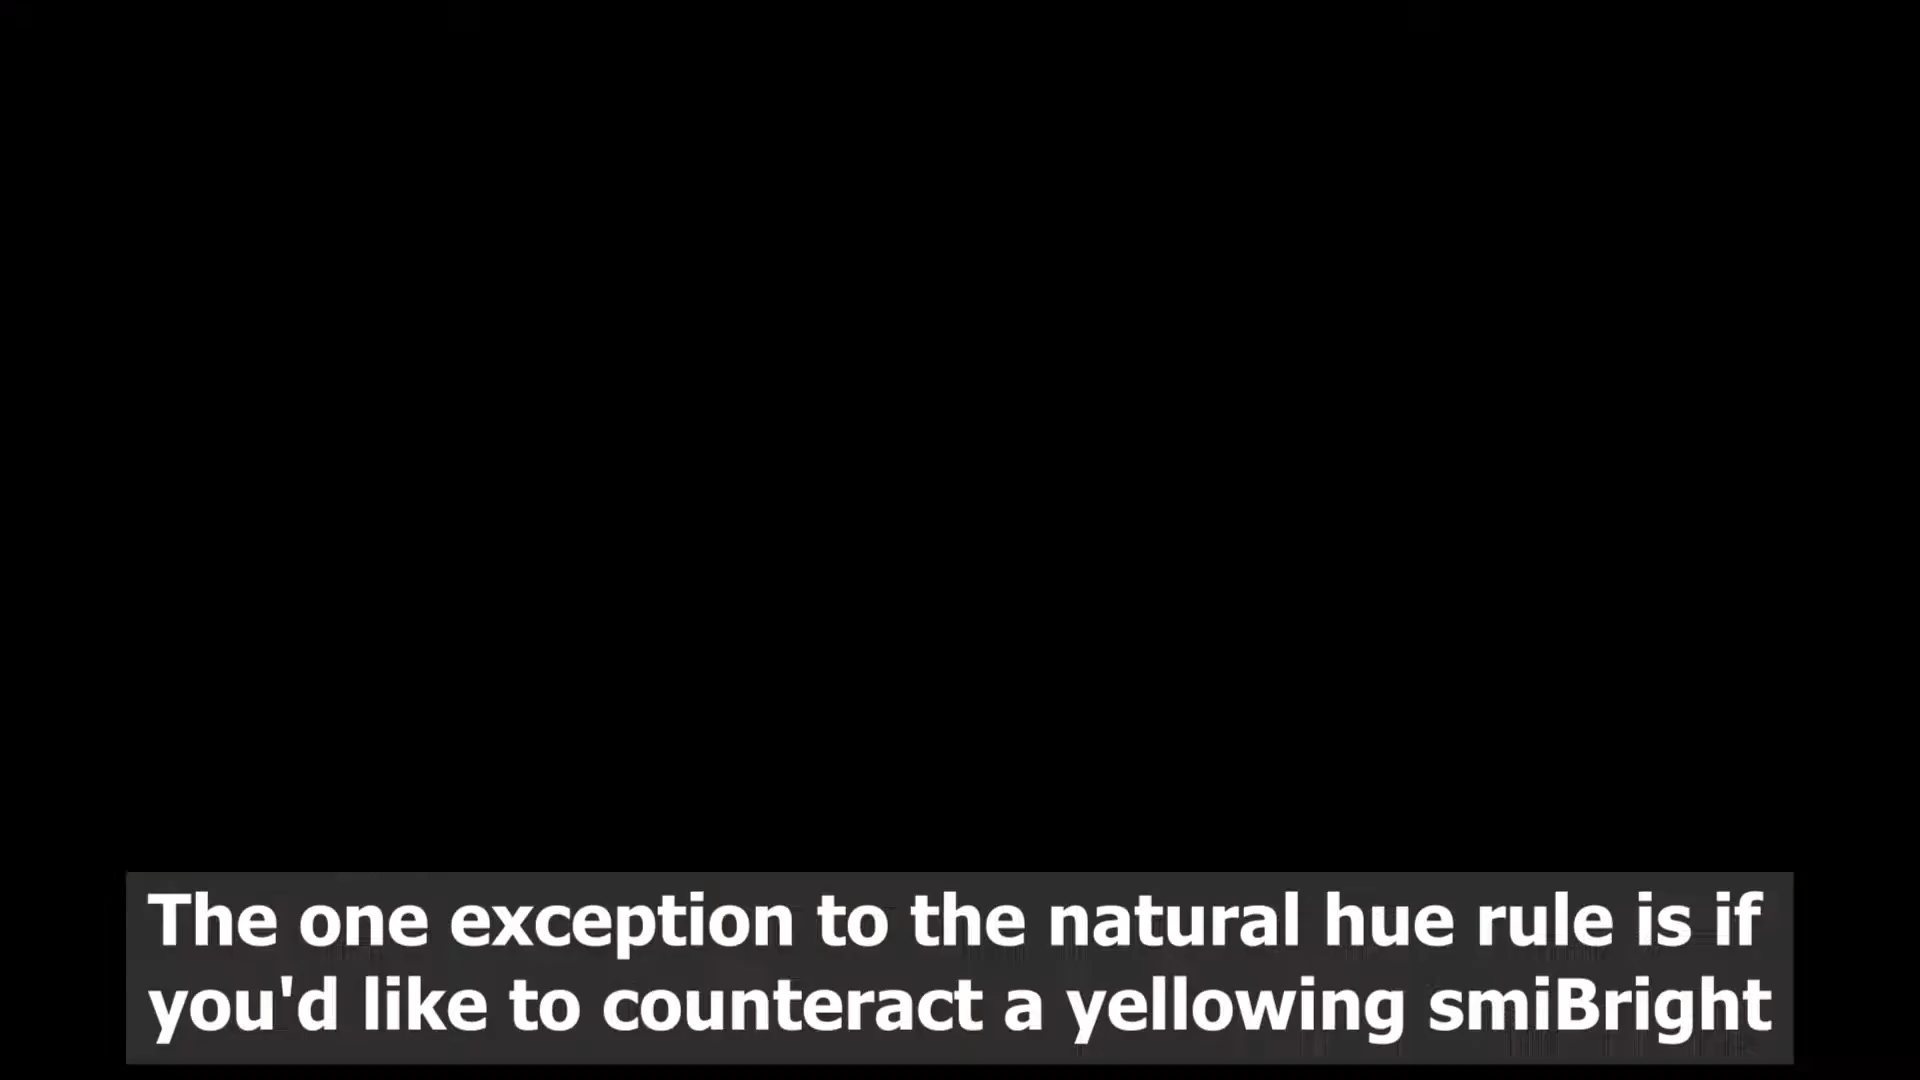 The one exception to the natural hue rule is if
you'd like to counteract a yellowing smiBright